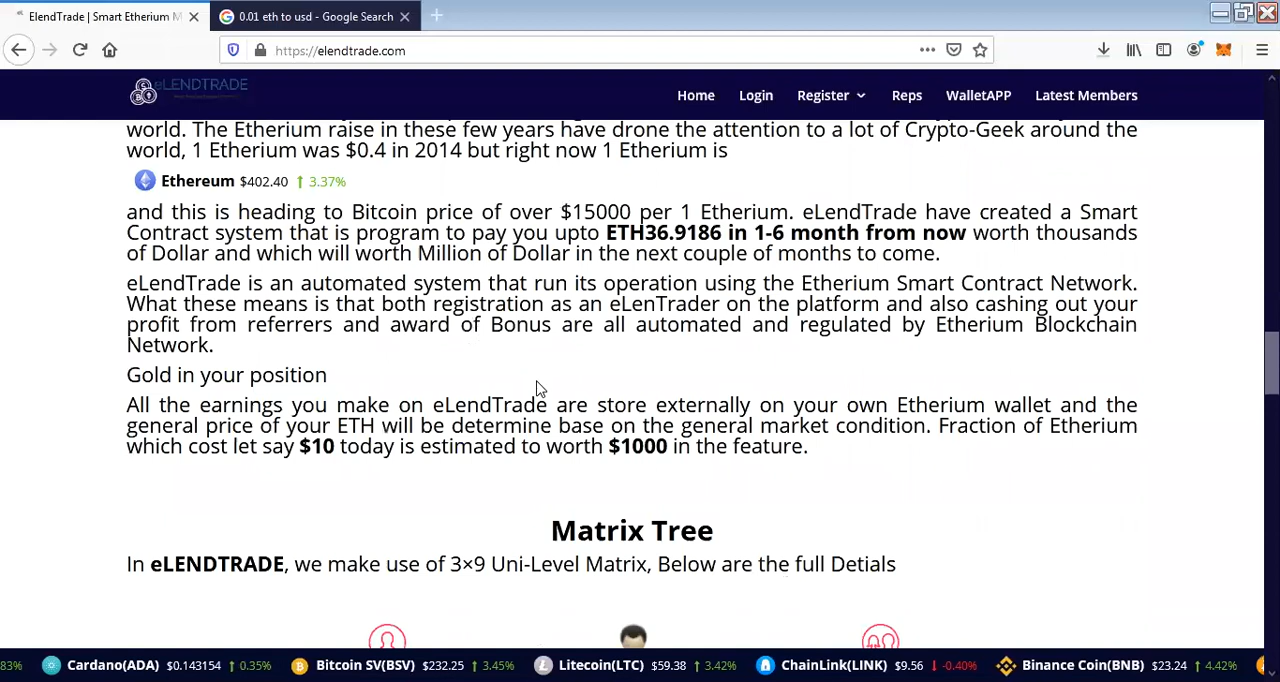 ElendTrade | Smart Etherium M
0.01 eth to usd - Google Search
https://elendtrade.com
eLENDTRADE
Home Login Register Reps WalletAPP Latest Members
world. The Etherium raise in these few years have drone the attention to a lot of Crypto-Geek around the
world, 1 Etherium was $0.4 in 2014 but right now 1 Etherium is
Ethereum $402.40 ↑ 3.37%
and this is heading to Bitcoin price of over $15000 per 1 Etherium. eLendTrade have created a Smart
Contract system that is program to pay you upto ETH36.9186 in 1-6 month from now worth thousands
of Dollar and which will worth Million of Dollar in the next couple of months to come.
eLendTrade is an automated system that run its operation using the Etherium Smart Contract Network.
What these means is that both registration as an eLenTrader on the platform and also cashing out your
profit from referrers and award of Bonus are all automated and regulated by Etherium Blockchain
Network.
Gold in your position
All the earnings you make on eLendTrade are store externally on your own Etherium wallet and the
general price of your ETH will be determine base on the general market condition. Fraction of Etherium
which cost let say $10 today is estimated to worth $1000 in the feature.
Matrix Tree
In eLENDTRADE, we make use of 3×9 Uni-Level Matrix, Below are the full Detials
83% Cardano(ADA) $0.143154 ↑ 0.35% Bitcoin SV(BSV) $232.25 ↑ 3.45% Litecoin(LTC) $59.38 ↑ 3.42% ChainLink(LINK) $9.56 ↓ -0.40% Binance Coin(BNB) $23.24 ↑ 4.42%